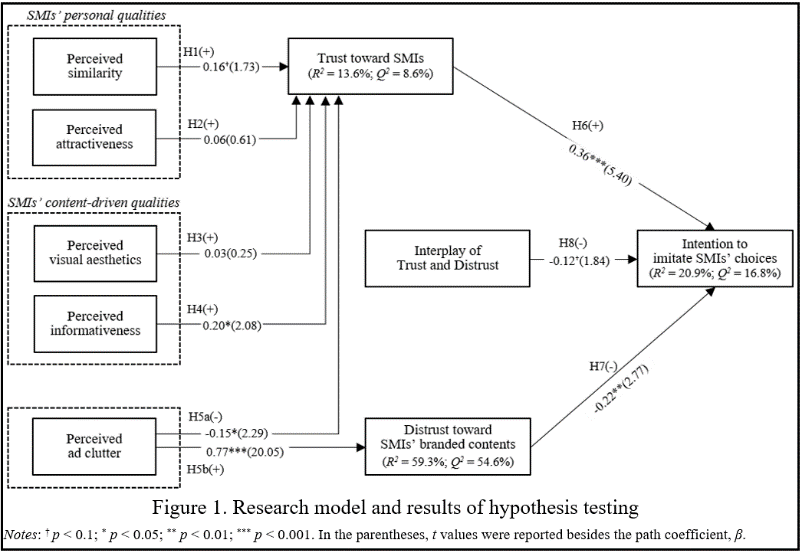 SMIs' personal qualities
Perceived
similarity
H1(+)
0.16†(1.73)
Trust toward SMIs
(R² = 13.6%; Q² = 8.6%)
Perceived
attractiveness
H2(+)
0.06(0.61)
H6(+)
0.36***(5.40)
SMIs' content-driven qualities
Perceived
visual aesthetics
H3(+)
0.03(0.25)
Interplay of
Trust and Distrust
H8(-)
-0.12†(1.84)
Intention to
imitate SMIs' choices
(R² = 20.9%; Q² = 16.8%)
Perceived
informativeness
H4(+)
0.20*(2.08)
H7(-)
-0.22**(2.77)
Perceived
ad clutter
H5a(-)
-0.15*(2.29)
0.77***(20.05)
H5b(+)
Distrust toward
SMIs' branded contents
(R² = 59.3%; Q² = 54.6%)
Figure 1. Research model and results of hypothesis testing
Notes: † p < 0.1; * p < 0.05; ** p < 0.01; *** p < 0.001. In the parentheses, t values were reported besides the path coefficient, β.